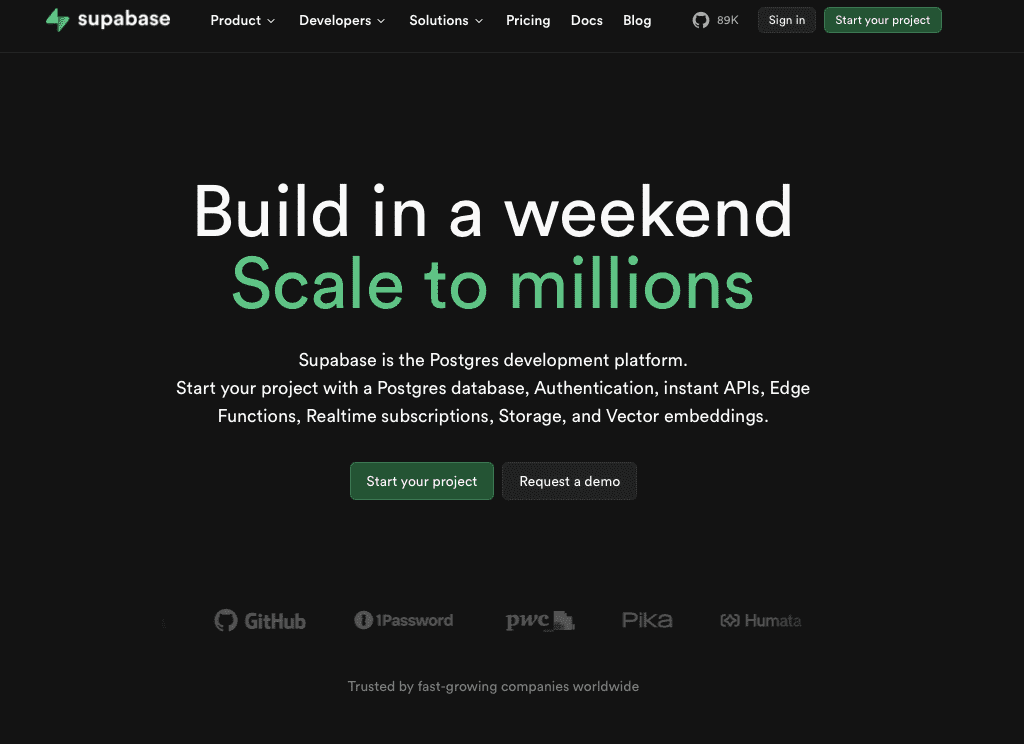 supabase
Product
Developers
Solutions
Pricing
Docs
Blog
89K
Sign in
Start your project
Build in a weekend
Scale to millions
Supabase is the Postgres development platform.
Start your project with a Postgres database, Authentication, instant APIs, Edge
Functions, Realtime subscriptions, Storage, and Vector embeddings.
Start your project
Request a demo
GitHub
1Password
pwc
Pika
Humata
Trusted by fast-growing companies worldwide